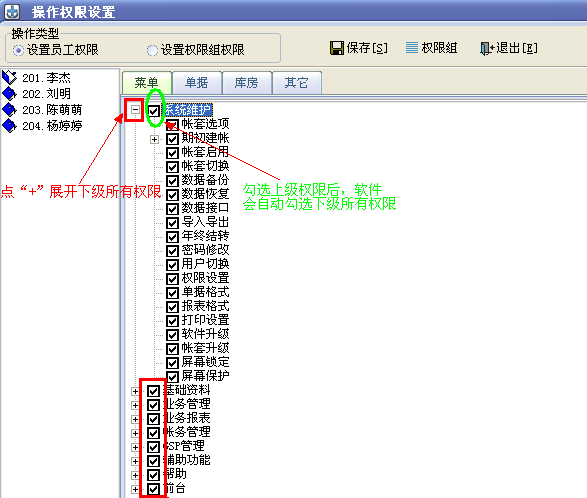 操作权限设置
操作类型
设置员工权限 设置权限组权限 保存[S] 权限组 退出[E]
201.李杰
202.刘明
203.陈萌萌
204.杨婷婷
菜单 单据 库房 其它
系统维护
帐套选项
期初建帐
帐套启用
帐套切换
数据备份
数据恢复
数据接口
导入导出
年终结转
密码修改
用户切换
权限设置
单据格式
报表格式
打印设置
软件升级
帐套升级
屏幕锁定
屏幕保护
基础资料
业务管理
业务报表
帐务管理
GSP管理
辅助功能
帮助
前台
点“+”展开下级所有权限
勾选上级权限后，软件
会自动勾选下级所有权限